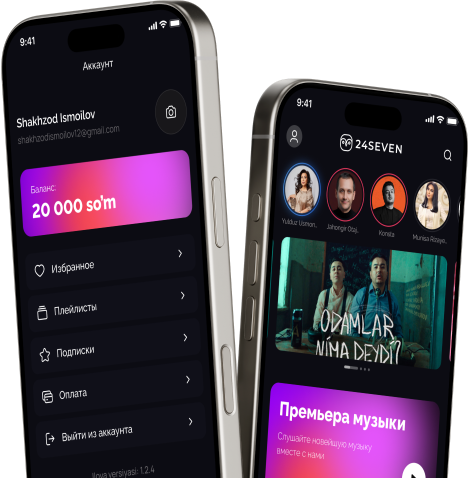 9:41
Аккаунт
Shakhzod Ismoilov
shakhzodismoilov12@gmail.com
Баланс:
20 000 so'm
Избранное
Плейлисты
Подписки
Оплата
Выйти из аккаунта
Ilova versiyasi: 1.2.4
9:41
24SEVEN
Yulduz Usmon..
Jahongir Otaj..
Konsta
Munisa Rizaye..
ODAMLAR
NIMA DEYDI?
Премьера музыки
Слушайте новейшую музыку
вместе с нами